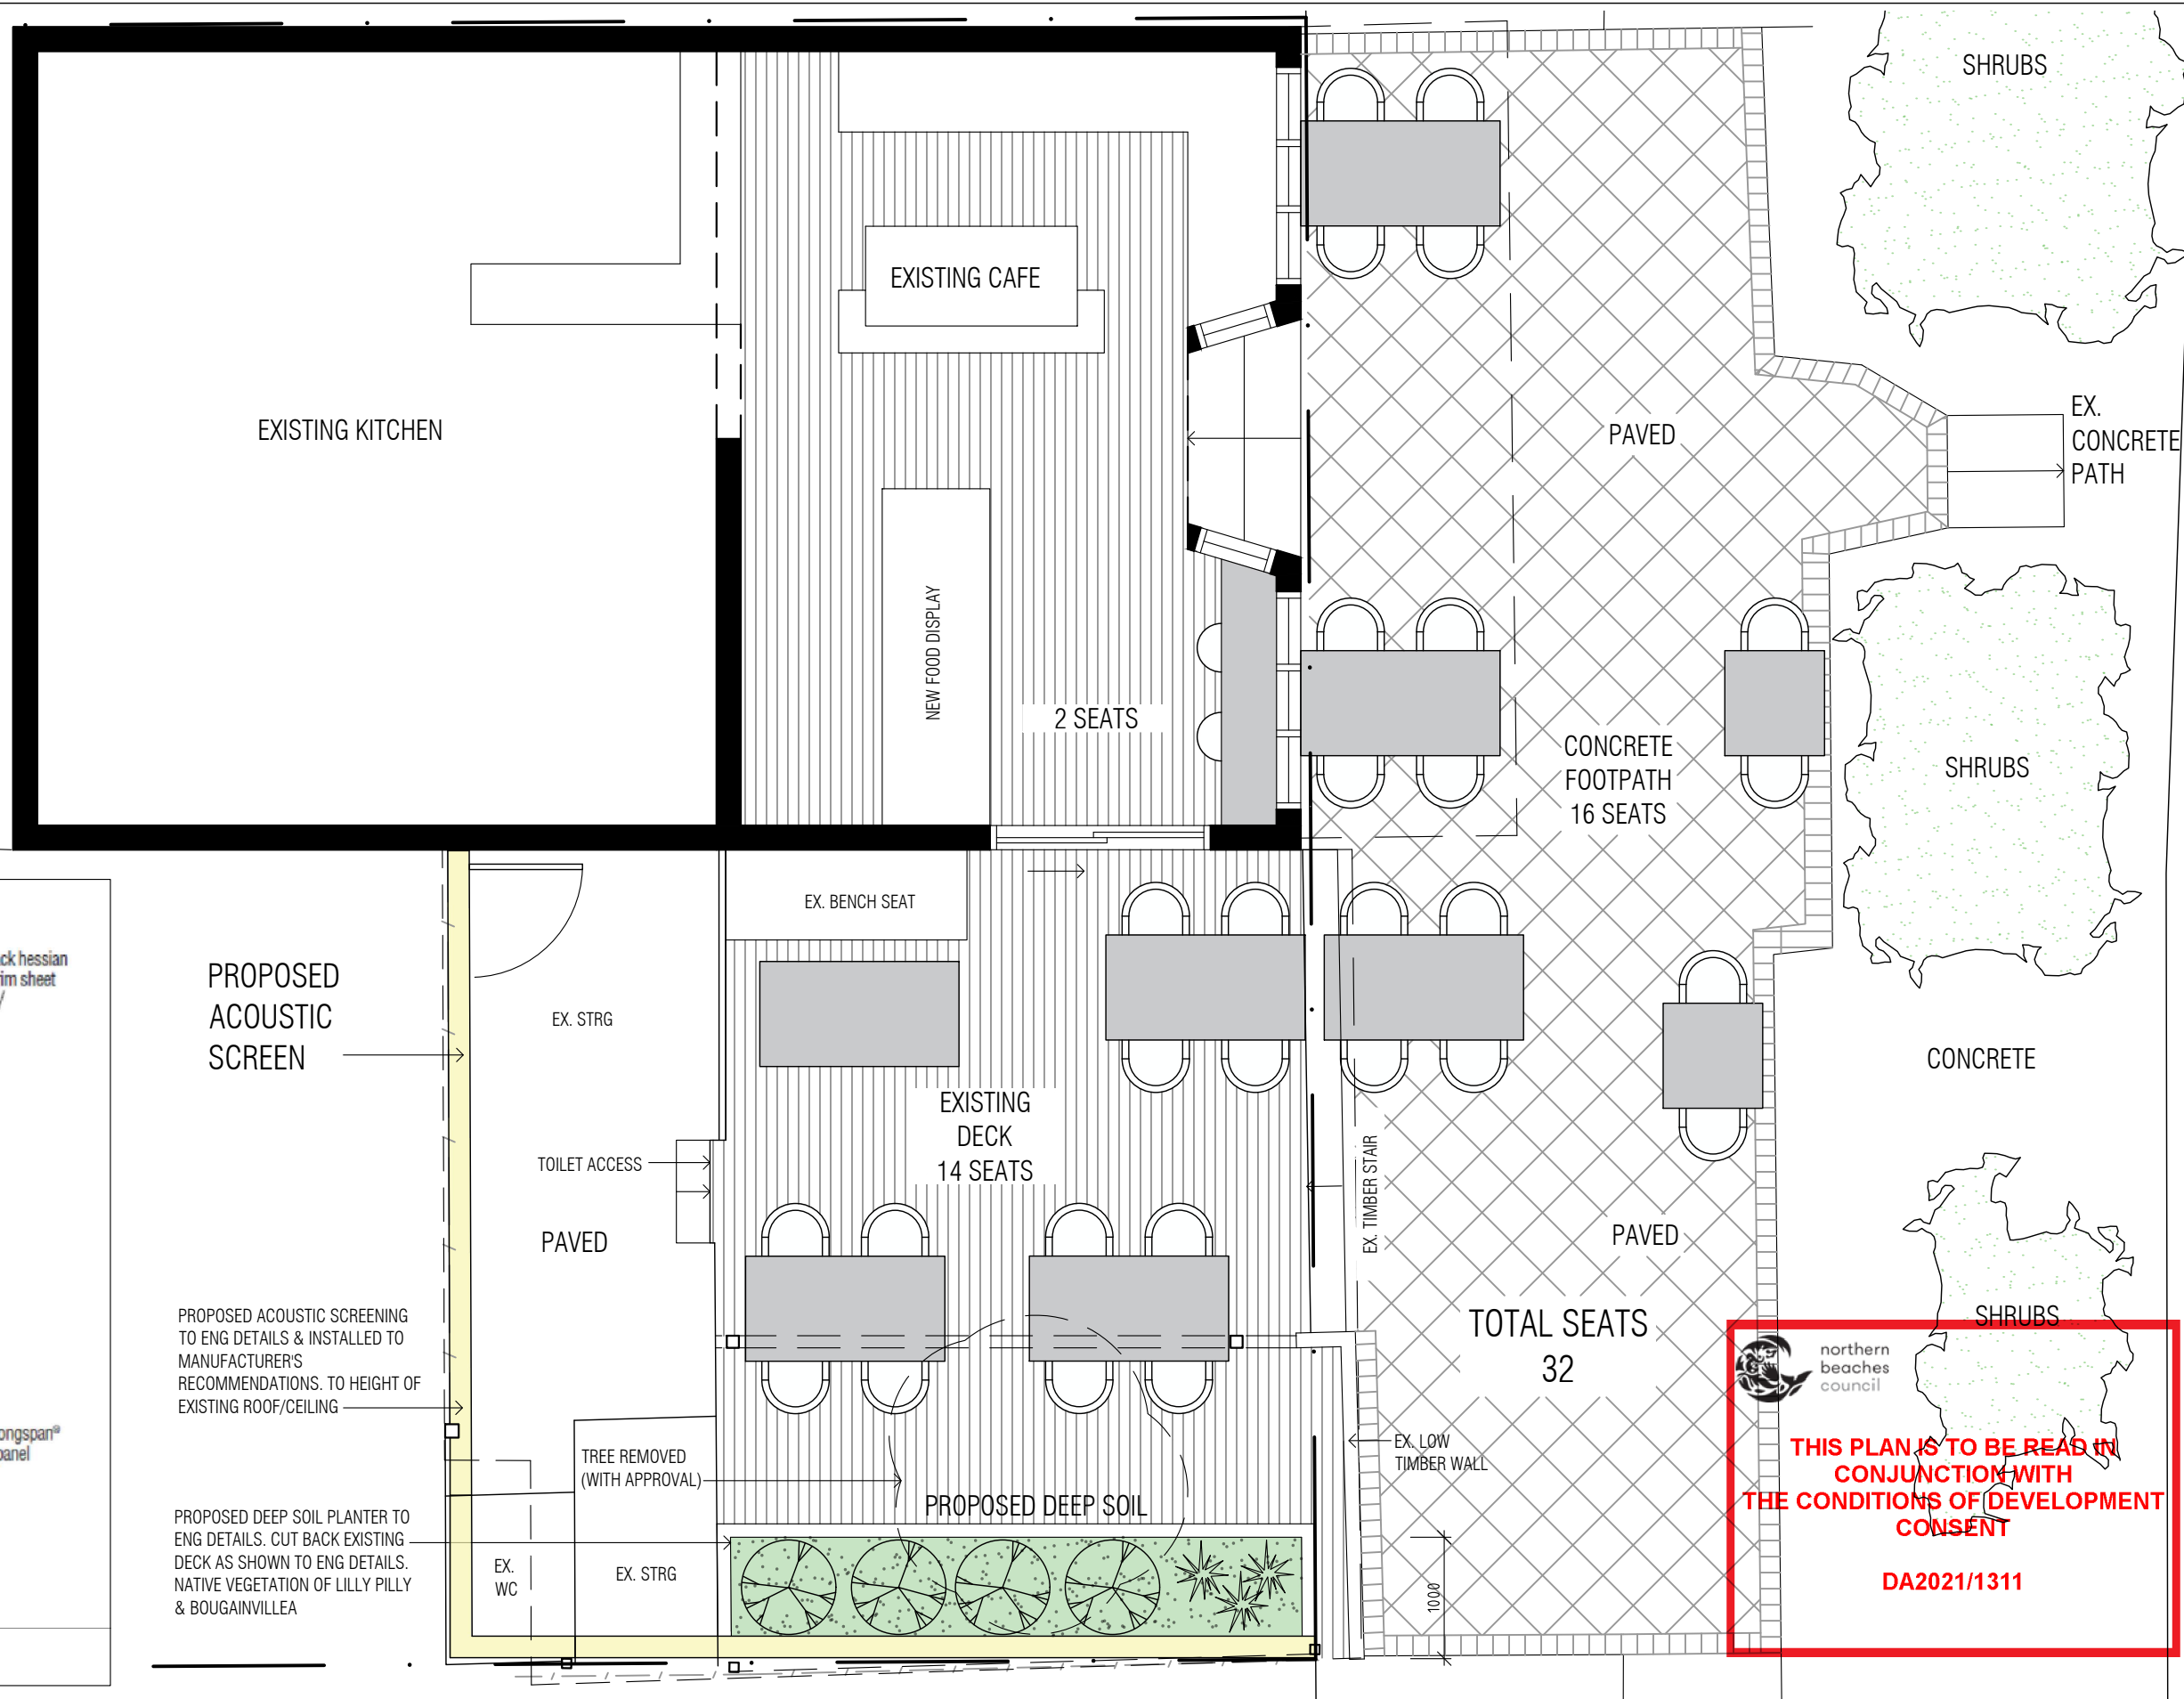 SHRUBS
EXISTING CAFE
EXISTING KITCHEN
PAVED
EX.
CONCRETE
PATH
NEW FOOD DISPLAY
2 SEATS
CONCRETE
FOOTPATH
16 SEATS
SHRUBS
EX. BENCH SEAT
ck hessian
im sheet
PROPOSED
ACOUSTIC
SCREEN
EX. STRG
CONCRETE
EXISTING
DECK
14 SEATS
TOILET ACCESS
EX. TIMBER STAIR
PAVED
PAVED
PROPOSED ACOUSTIC SCREENING
TO ENG DETAILS & INSTALLED TO
MANUFACTURER'S
RECOMMENDATIONS. TO HEIGHT OF
EXISTING ROOF/CEILING
TOTAL SEATS
32
SHRUBS
northern
beaches
council
ongspan®
panel
TREE REMOVED
(WITH APPROVAL)
EX. LOW
TIMBER WALL
THIS PLAN IS TO BE READ IN
CONJUNCTION WITH
THE CONDITIONS OF DEVELOPMENT
CONSENT
DA2021/1311
PROPOSED DEEP SOIL
PROPOSED DEEP SOIL PLANTER TO
ENG DETAILS. CUT BACK EXISTING
DECK AS SHOWN TO ENG DETAILS.
NATIVE VEGETATION OF LILLY PILLY
& BOUGAINVILLEA
EX.
WC
EX. STRG
1000